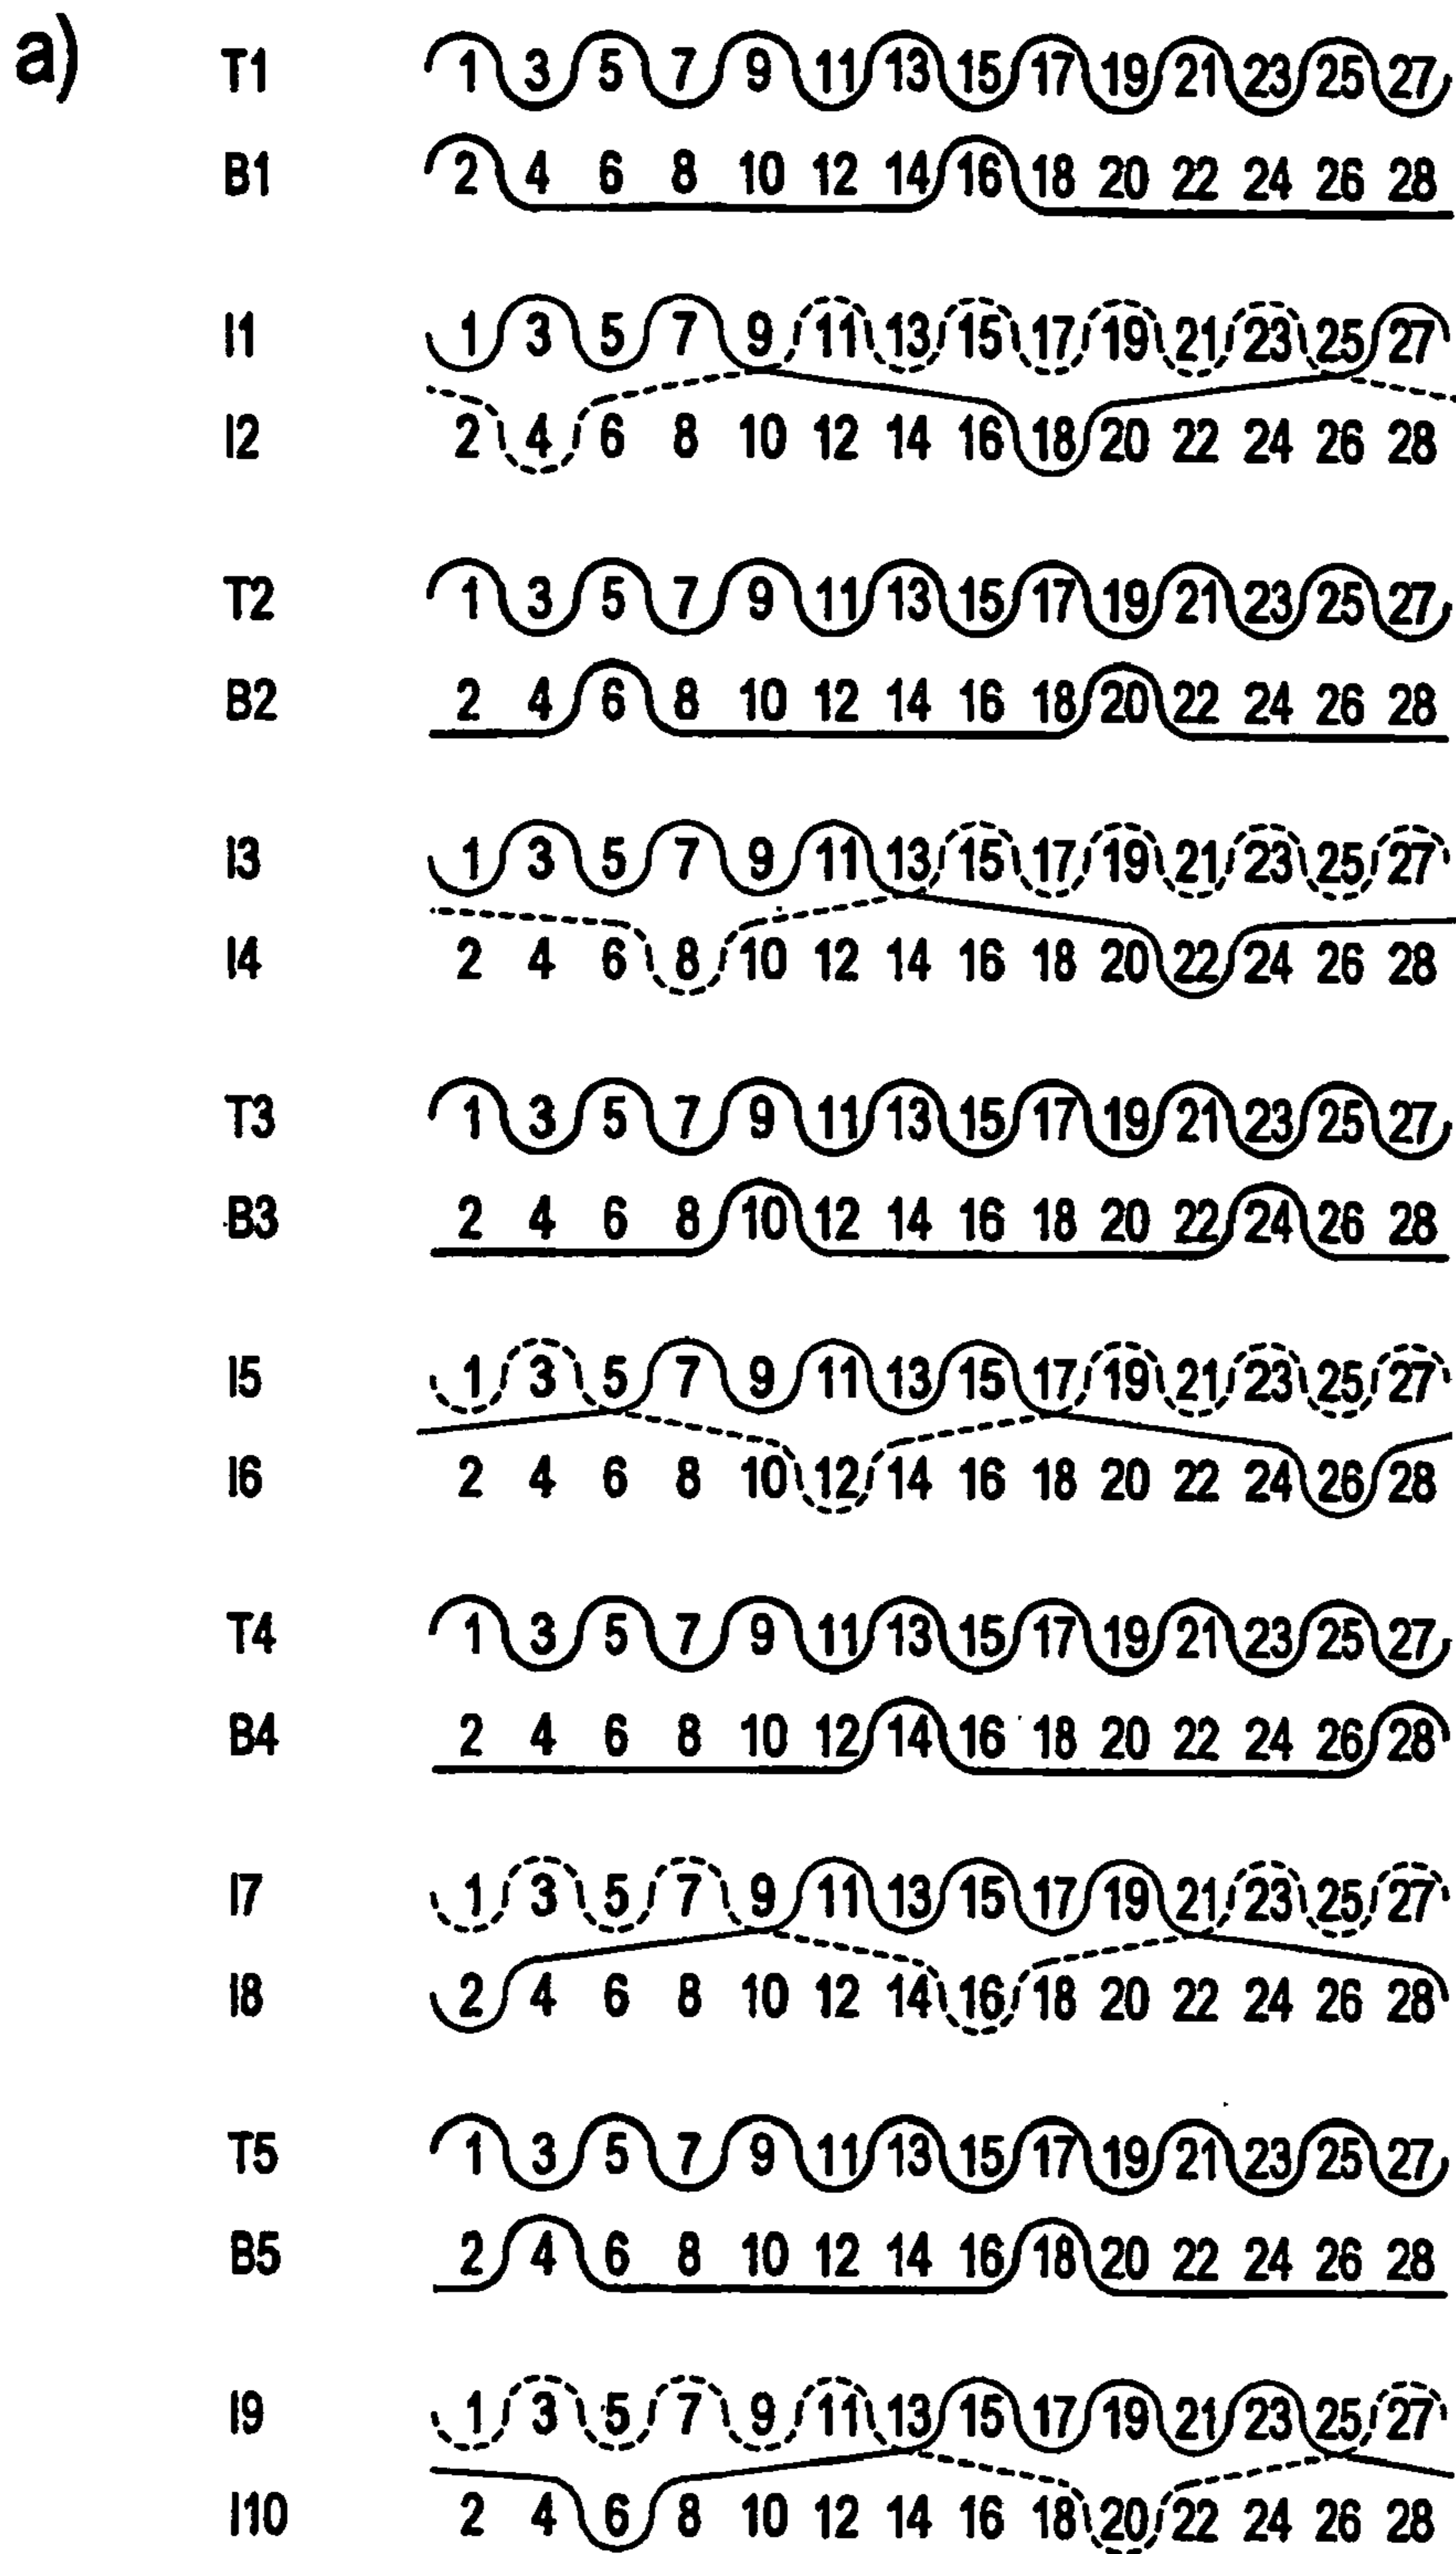 a)
T1 1 3 5 7 9 11 13 15 17 19 21 23 25 27
B1 2 4 6 8 10 12 14 16 18 20 22 24 26 28
I1 1 3 5 7 9 11 13 15 17 19 21 23 25 27
I2 2 4 6 8 10 12 14 16 18 20 22 24 26 28
T2 1 3 5 7 9 11 13 15 17 19 21 23 25 27
B2 2 4 6 8 10 12 14 16 18 20 22 24 26 28
I3 1 3 5 7 9 11 13 15 17 19 21 23 25 27
I4 2 4 6 8 10 12 14 16 18 20 22 24 26 28
T3 1 3 5 7 9 11 13 15 17 19 21 23 25 27
B3 2 4 6 8 10 12 14 16 18 20 22 24 26 28
I5 1 3 5 7 9 11 13 15 17 19 21 23 25 27
I6 2 4 6 8 10 12 14 16 18 20 22 24 26 28
T4 1 3 5 7 9 11 13 15 17 19 21 23 25 27
B4 2 4 6 8 10 12 14 16 18 20 22 24 26 28
I7 1 3 5 7 9 11 13 15 17 19 21 23 25 27
I8 2 4 6 8 10 12 14 16 18 20 22 24 26 28
T5 1 3 5 7 9 11 13 15 17 19 21 23 25 27
B5 2 4 6 8 10 12 14 16 18 20 22 24 26 28
I9 1 3 5 7 9 11 13 15 17 19 21 23 25 27
I10 2 4 6 8 10 12 14 16 18 20 22 24 26 28